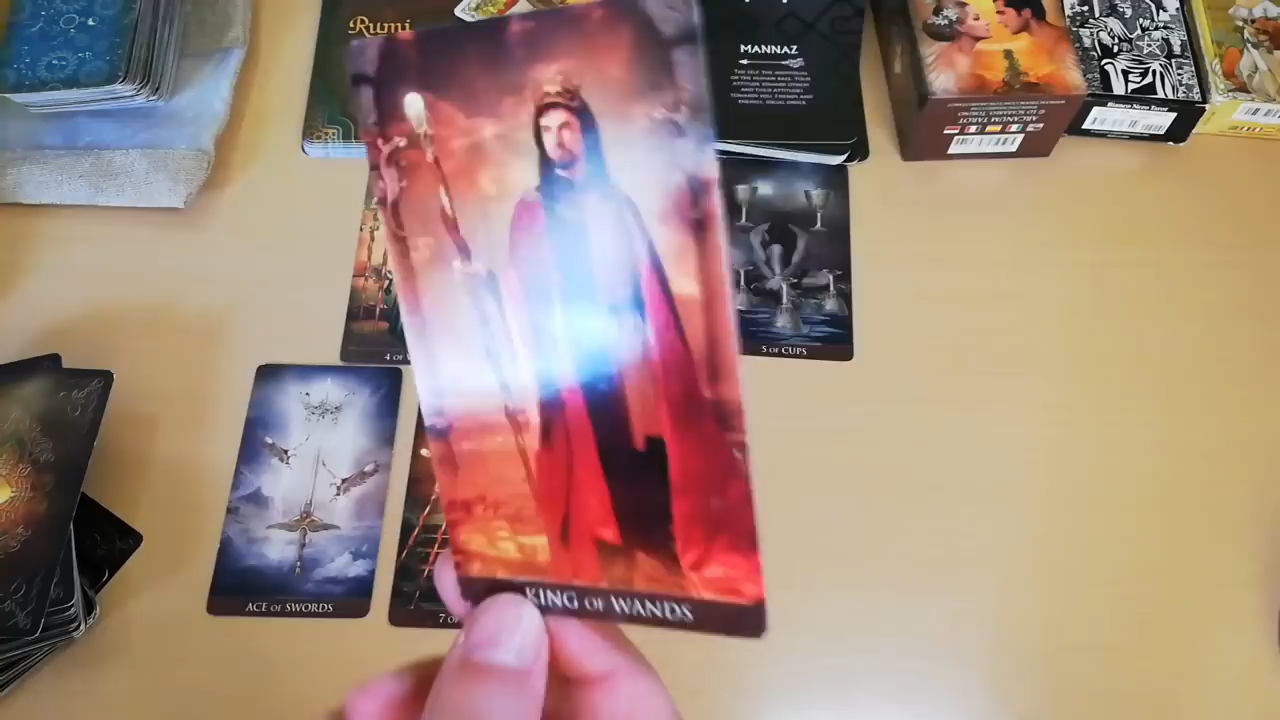 Rumi
MANNAZ
THE SELF, THE INDIVIDUAL
OR THE HUMAN RACE. YOUR
ATTITUDE TOWARD OTHERS
AND THEIR ATTITUDES
TOWARDS YOU. FRIENDS AND
ENEMIES, SOCIAL ORDER.
ARCANUM TAROT
Bianco Nero Tarot
4 OF
5 OF CUPS
ACE OF SWORDS
7 OF
KING OF WANDS